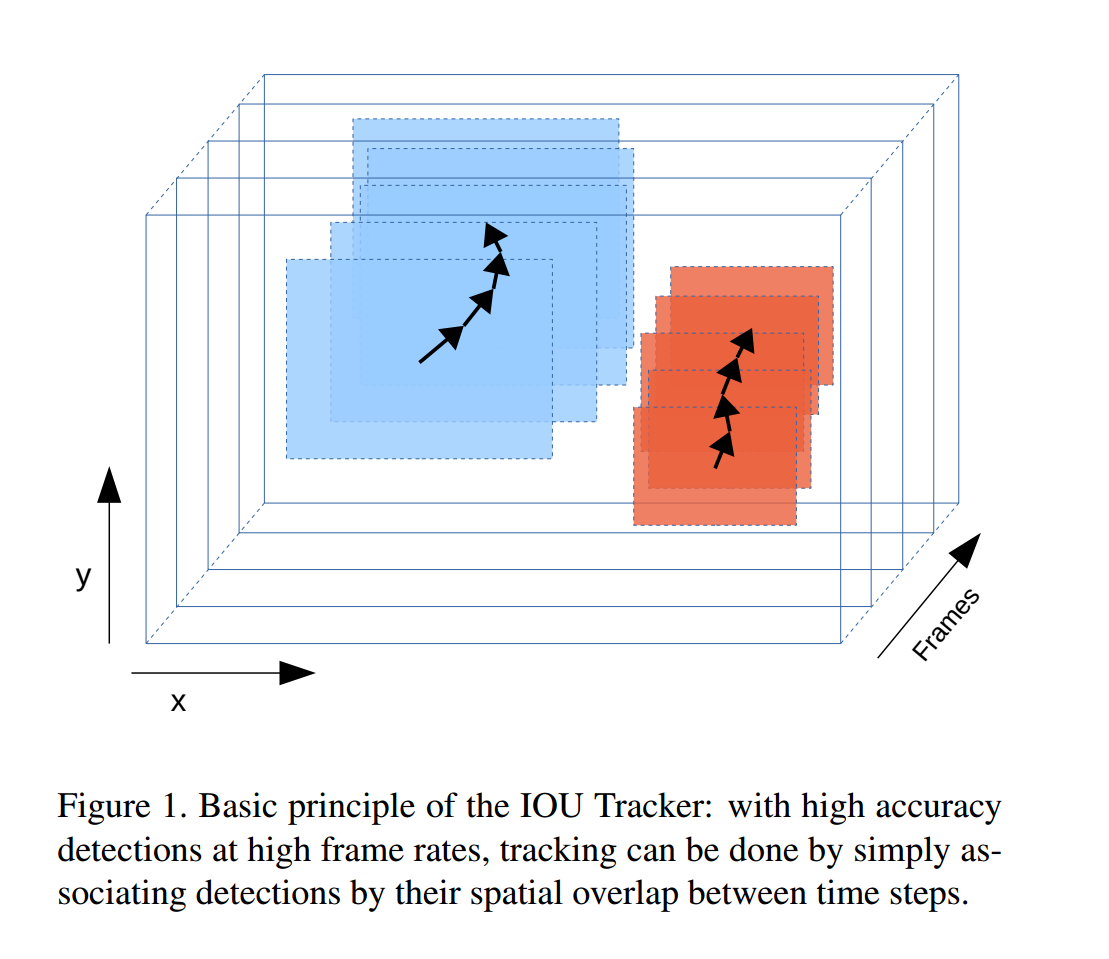 y
x
Frames
Figure 1. Basic principle of the IOU Tracker: with high accuracy
detections at high frame rates, tracking can be done by simply as-
sociating detections by their spatial overlap between time steps.